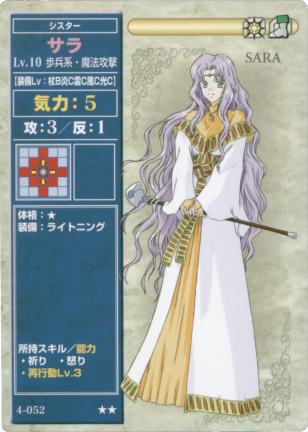 シスター
サラ
Lv.10 歩兵系・魔法攻撃
[装備Lv:杖B炎C雷C風C光C]
気力:5
攻:3/反:1
体格:★
装備:ライトニング
所持スキル/能力
・祈り ・怒り
・再行動Lv.3
4-052 ★★
SARA